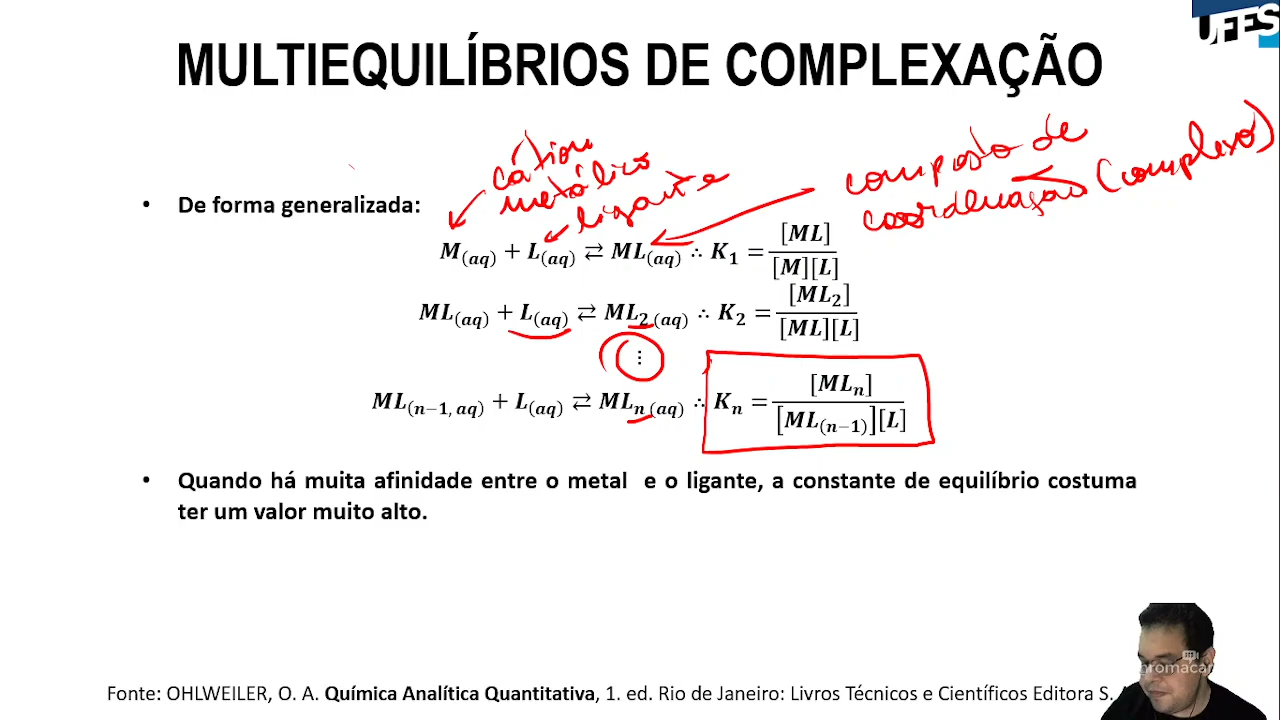 UFES
MULTIEQUILÍBRIOS DE COMPLEXAÇÃO
cátion
metálico
ligante
composto de
coordenação (complexo)
• De forma generalizada:
M(aq) + L(aq) ⇄ ML(aq) ∴ K₁ = [ML] / [M][L]
ML(aq) + L(aq) ⇄ ML₂(aq) ∴ K₂ = [ML₂] / [ML][L]
⋮
ML(n−1, aq) + L(aq) ⇄ MLₙ(aq) ∴ Kₙ = [MLₙ] / [ML(n−1)][L]
• Quando há muita afinidade entre o metal e o ligante, a constante de equilíbrio costuma
ter um valor muito alto.
Fonte: OHLWEILER, O. A. Química Analítica Quantitativa, 1. ed. Rio de Janeiro: Livros Técnicos e Científicos Editora S.